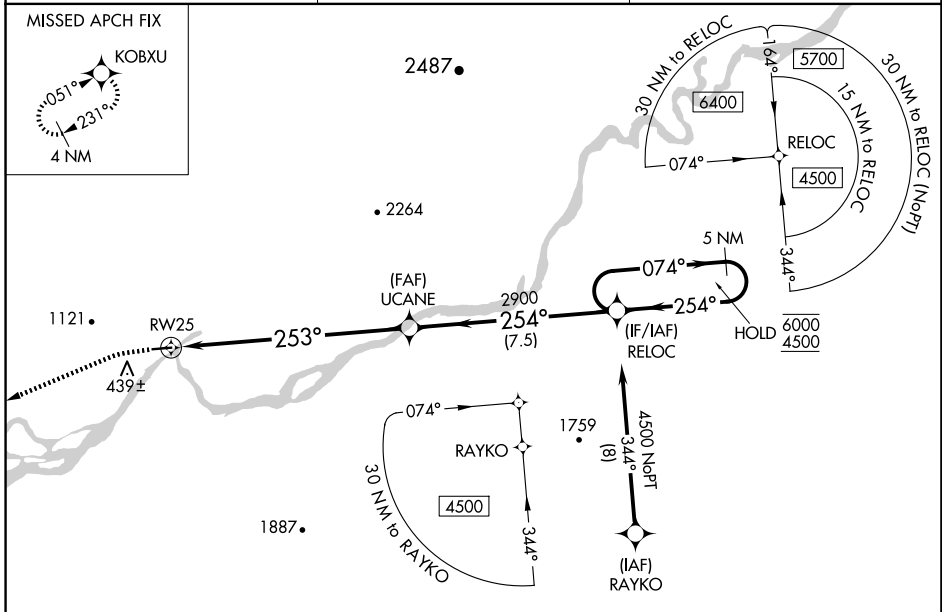 MISSED APCH FIX
KOBXU
051°
231°
4 NM
2487
2264
30 NM to RELOC
6400
164°
5700
30 NM to RELOC (NoPT)
15 NM to RELOC
RELOC
4500
074°
344°
5 NM
074°
254°
HOLD
6000
4500
(IF/IAF)
RELOC
2900
254°
(7.5)
(FAF)
UCANE
253°
RW25
1121
439±
074°
RAYKO
4500
344°
30 NM to RAYKO
1759
1887
4500 NoPT
344°
(8)
(IAF)
RAYKO